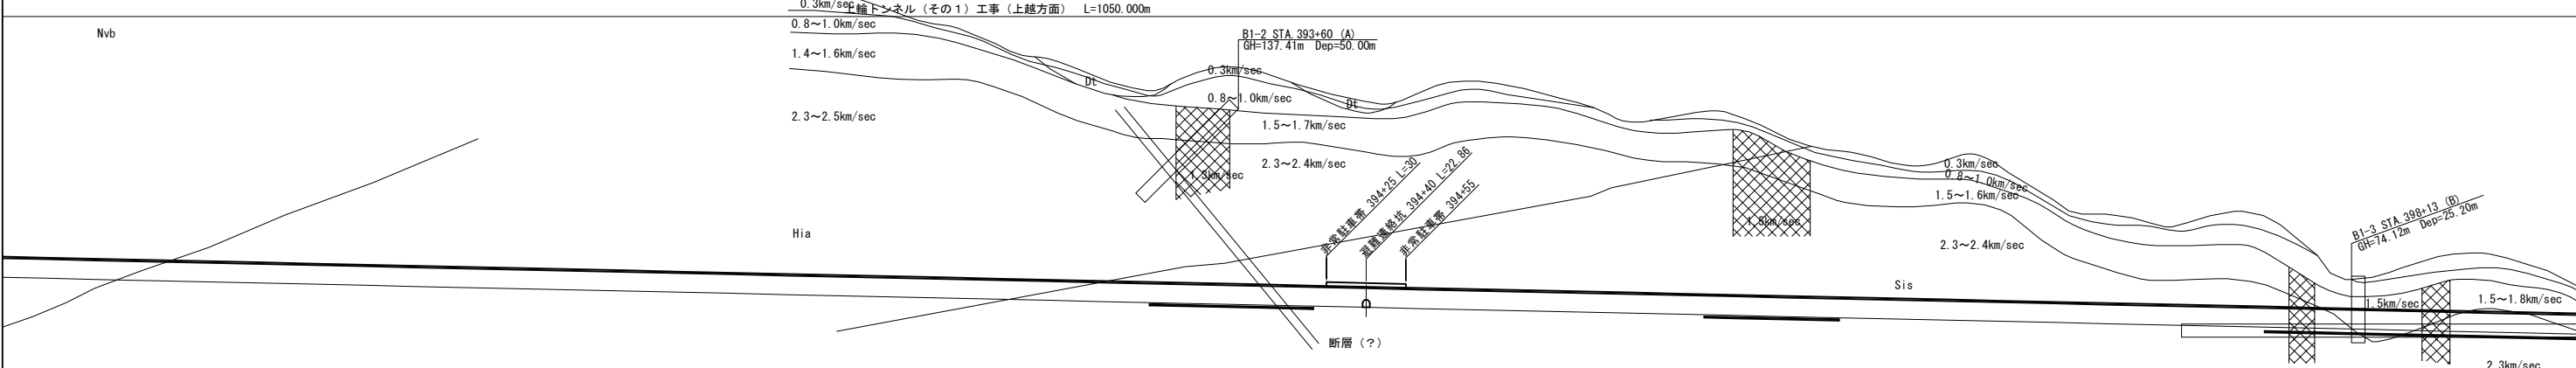 0.3km/sec
上輪トンネル（その１）工事（上越方面） L=1050.000m
0.8～1.0km/sec
Nvb
1.4～1.6km/sec
B1-2 STA.393+60 (A)
GH=137.41m Dep=50.00m
0.3km/sec
Dt
0.8～1.0km/sec
Dt
2.3～2.5km/sec
1.5～1.7km/sec
2.3～2.4km/sec
1.3km/sec
非常駐車帯 394+25 L=30
避難連絡坑 394+40 L=22.86
非常駐車帯 394+55
0.3km/sec
0.8～1.0km/sec
1.5～1.6km/sec
1.8km/sec
B1-3 STA.398+13 (B)
GH=74.12m Dep=25.20m
Hia
2.3～2.4km/sec
Sis
1.5km/sec
1.5～1.8km/sec
断層（？）
2.3km/sec